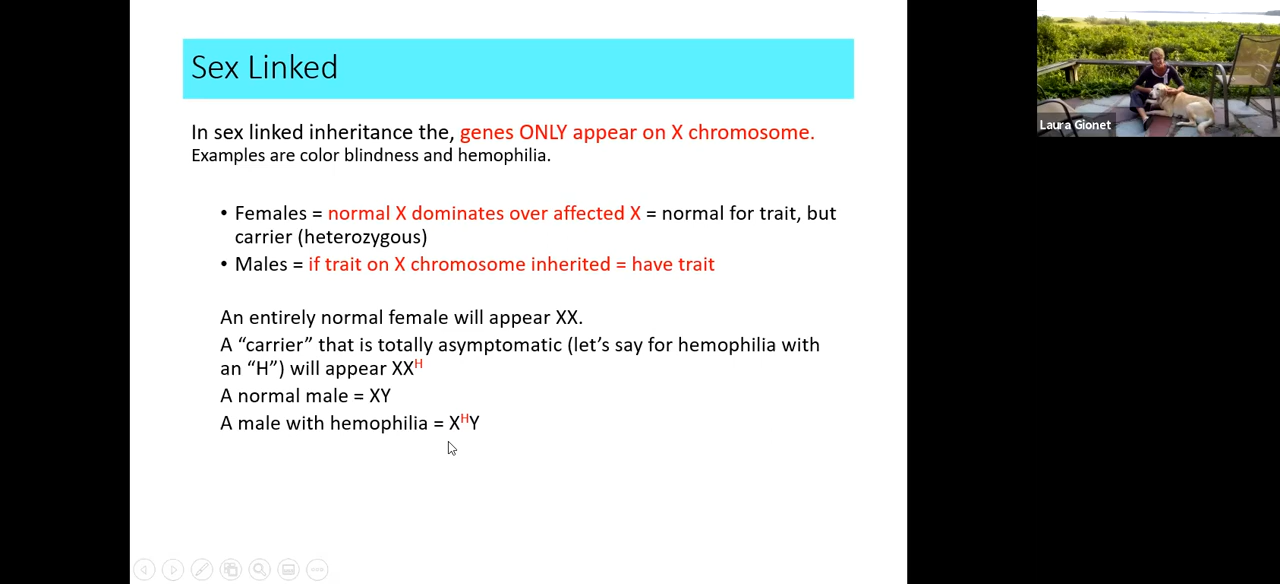 Sex Linked
In sex linked inheritance the, genes ONLY appear on X chromosome.
Examples are color blindness and hemophilia.
• Females = normal X dominates over affected X = normal for trait, but
carrier (heterozygous)
• Males = if trait on X chromosome inherited = have trait
An entirely normal female will appear XX.
A “carrier” that is totally asymptomatic (let’s say for hemophilia with
an “H”) will appear XXᴴ
A normal male = XY
A male with hemophilia = XᴴY
Laura Gionet